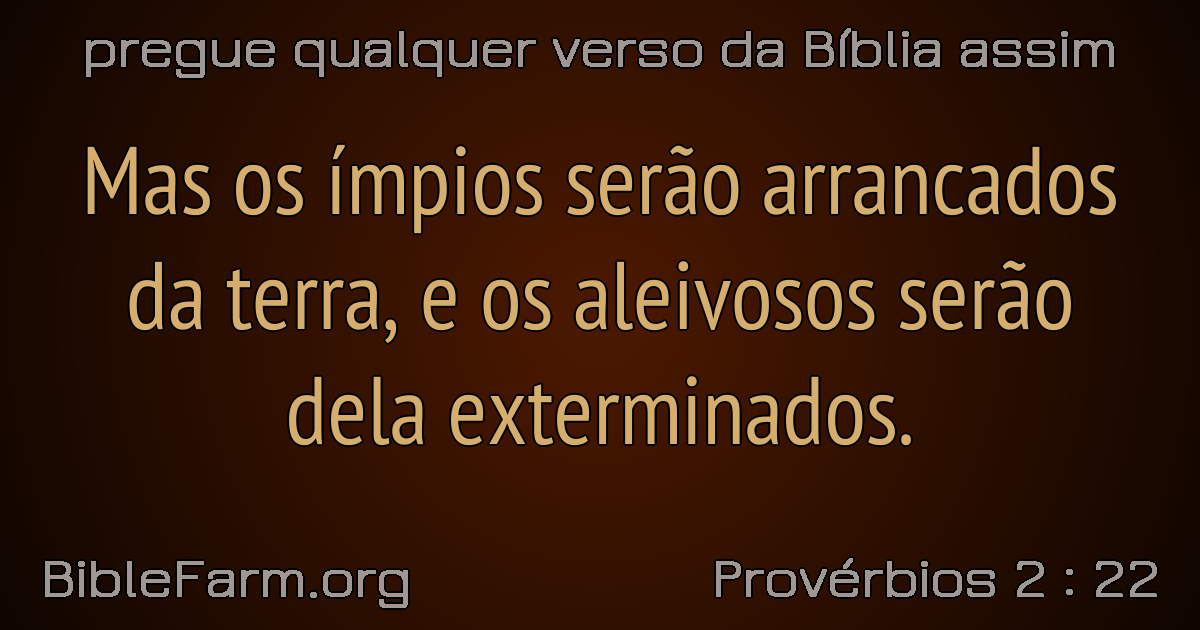 pregue qualquer verso da Bíblia assim
Mas os ímpios serão arrancados
da terra, e os aleivosos serão
dela exterminados.
BibleFarm.org
Provérbios 2 : 22